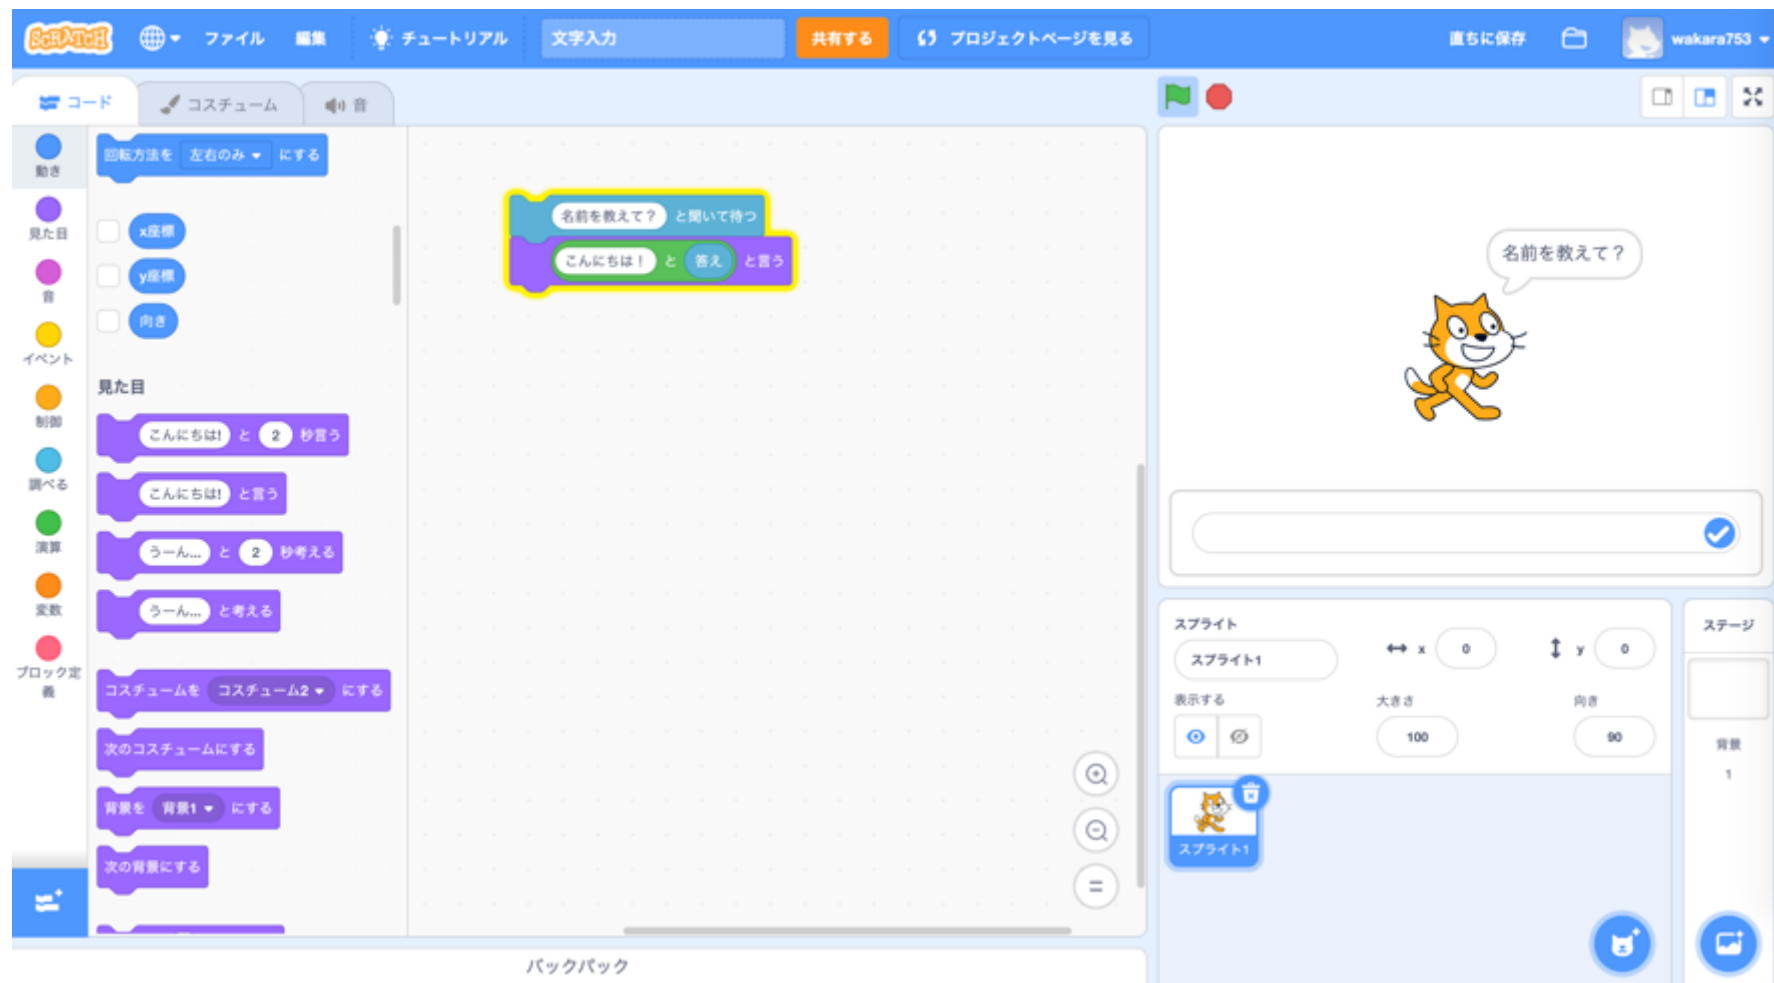 SCRATCH ファイル 編集 チュートリアル 文字入力 共有する プロジェクトページを見る 直ちに保存 wakara753
コード コスチューム 音
動き
見た目
音
イベント
制御
調べる
演算
変数
ブロック定
義
回転方法を 左右のみ にする
x座標
y座標
向き
見た目
こんにちは! と 2 秒言う
こんにちは! と言う
うーん... と 2 秒考える
うーん... と考える
コスチュームを コスチューム2 にする
次のコスチュームにする
背景を 背景1 にする
次の背景にする
名前を教えて？ と聞いて待つ
こんにちは！ と 答え と言う
バックパック
名前を教えて？
スプライト
スプライト1 x 0 y 0
表示する 大きさ 向き
100 90
スプライト1
ステージ
背景
1